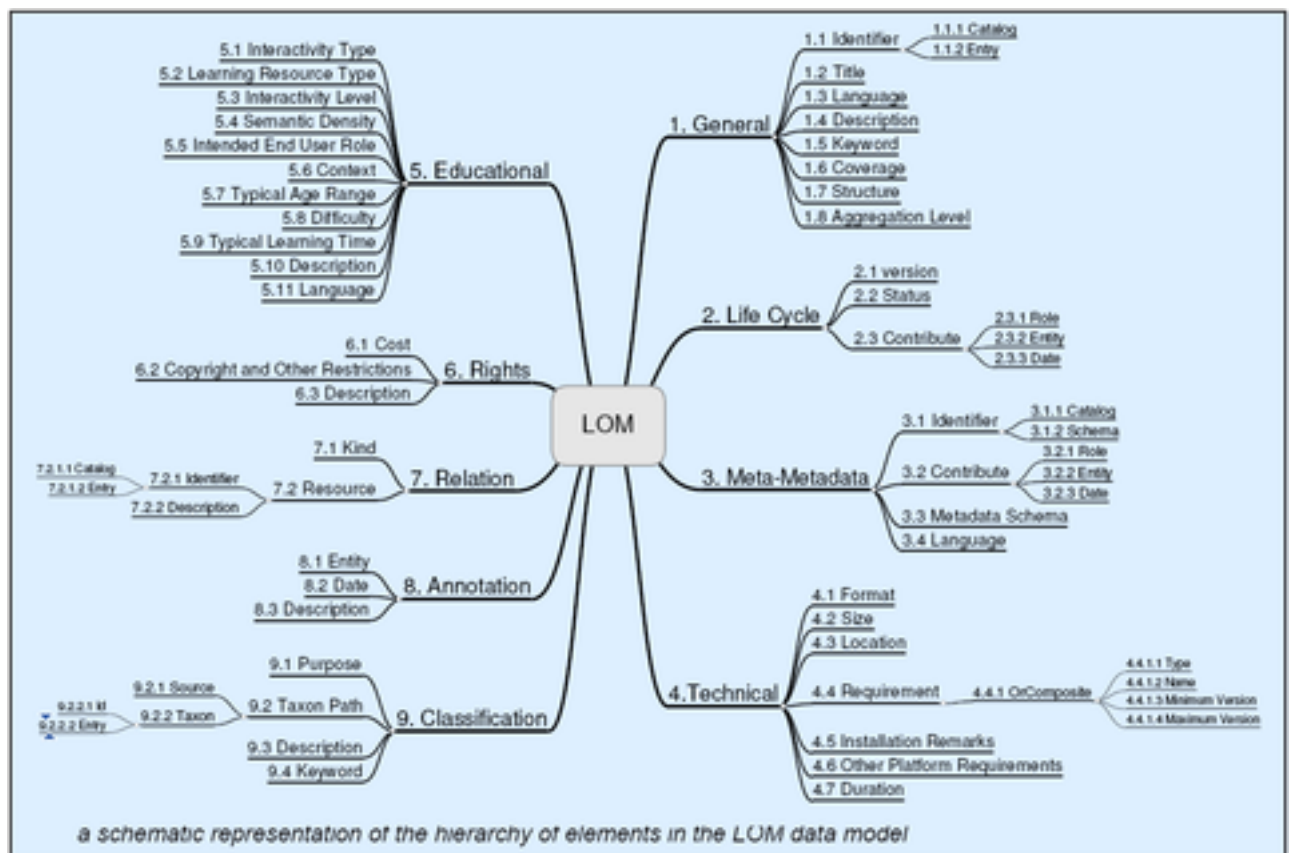 LOM
1. General
1.1 Identifier
1.1.1 Catalog
1.1.2 Entry
1.2 Title
1.3 Language
1.4 Description
1.5 Keyword
1.6 Coverage
1.7 Structure
1.8 Aggregation Level
2. Life Cycle
2.1 version
2.2 Status
2.3 Contribute
2.3.1 Role
2.3.2 Entity
2.3.3 Date
3. Meta-Metadata
3.1 Identifier
3.1.1 Catalog
3.1.2 Schema
3.2 Contribute
3.2.1 Role
3.2.2 Entity
3.2.3 Date
3.3 Metadata Schema
3.4 Language
4.Technical
4.1 Format
4.2 Size
4.3 Location
4.4 Requirement
4.4.1 OrComposite
4.4.1.1 Type
4.4.1.2 Name
4.4.1.3 Minimum Version
4.4.1.4 Maximum Version
4.5 Installation Remarks
4.6 Other Platform Requirements
4.7 Duration
5. Educational
5.1 Interactivity Type
5.2 Learning Resource Type
5.3 Interactivity Level
5.4 Semantic Density
5.5 Intended End User Role
5.6 Context
5.7 Typical Age Range
5.8 Difficulty
5.9 Typical Learning Time
5.10 Description
5.11 Language
6. Rights
6.1 Cost
6.2 Copyright and Other Restrictions
6.3 Description
7. Relation
7.1 Kind
7.2 Resource
7.2.1 Identifier
7.2.1.1 Catalog
7.2.1.2 Entry
7.2.2 Description
8. Annotation
8.1 Entity
8.2 Date
8.3 Description
9. Classification
9.1 Purpose
9.2 Taxon Path
9.2.1 Source
9.2.2 Taxon
9.2.2.1 Id
9.2.2.2 Entry
9.3 Description
9.4 Keyword
a schematic representation of the hierarchy of elements in the LOM data model